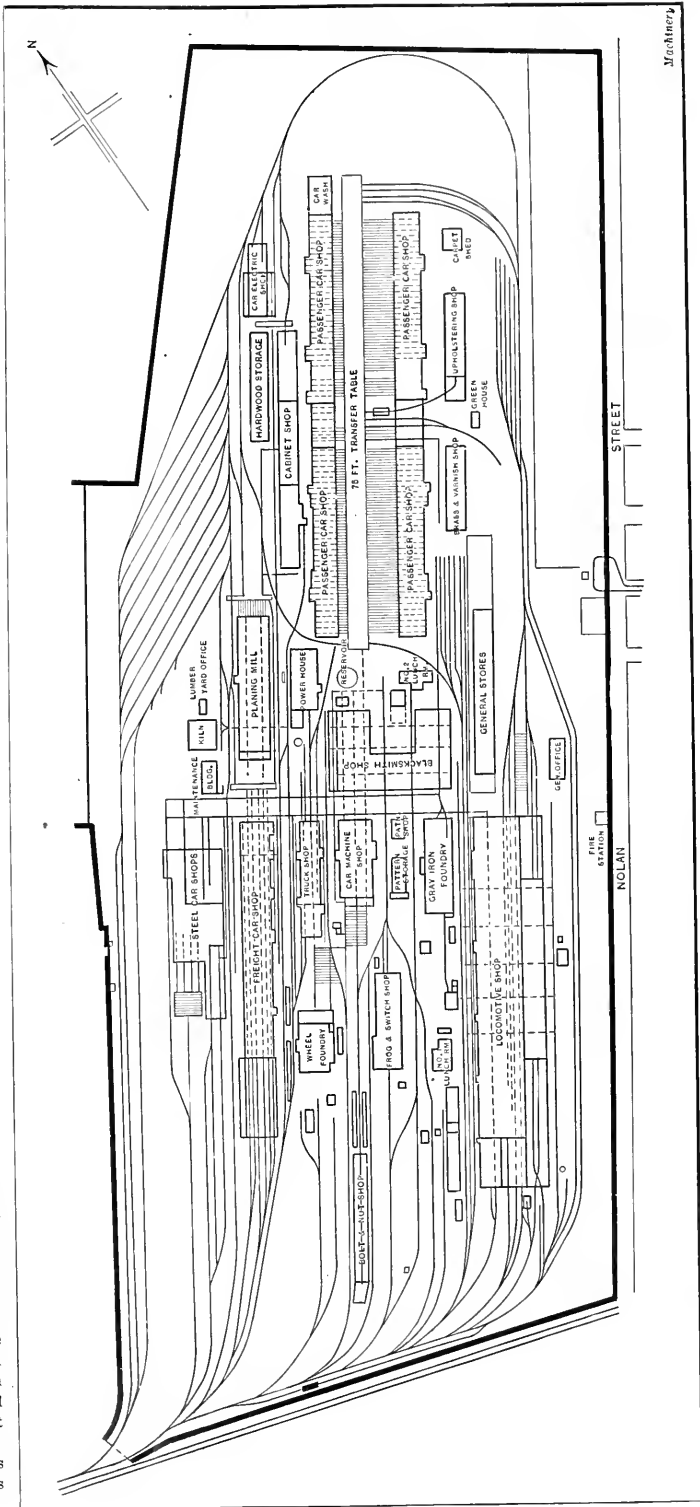 Machinery
N
CAR WASH
PASSENGER CAR SHOP
PASSENGER CAR SHOP
CAR ELECTRIC
SHOP
HARDWOOD STORAGE
CABINET SHOP
75 FT. TRANSFER TABLE
PASSENGER CAR SHOP
PASSENGER CAR SHOP
CARPET
SHED
UPHOLSTERING SHOP
GREEN
HOUSE
BRASS & VARNISH SHOP
STREET
LUMBER
YARD OFFICE
KILN
PLANING MILL
POWER HOUSE
RESERVOIR
NO. 2
LUNCH
RM
GENERAL STORES
MAINTENANCE
BLDG.
BLACKSMITH SHOP
GEN. OFFICE
STEEL CAR SHOPS
FREIGHT CAR SHOP
TRUCK SHOP
CAR MACHINE
SHOP
PATN
SHOP
PATTERN
STORAGE
GRAY IRON
FOUNDRY
FIRE
STATION
NOLAN
WHEEL
FOUNDRY
FROG & SWITCH SHOP
NO. 1
LUNCH RM
LOCOMOTIVE SHOP
BOLT & NUT SHOP